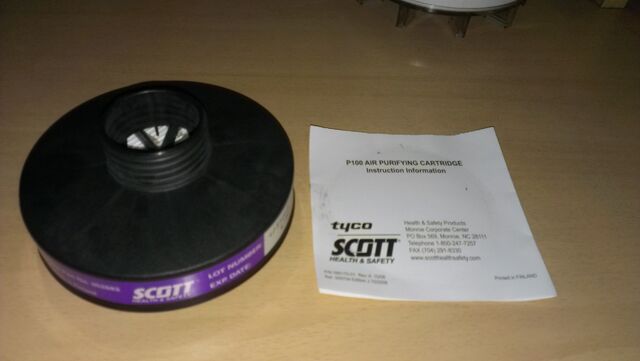 SCOTT
HEALTH & SAFETY
LOT NUMBER
EXP DATE
P100 AIR PURIFYING CARTRIDGE
Instruction Information
tyco
SCOTT
HEALTH & SAFETY
Health & Safety Products
Monroe Corporate Center
PO Box 569, Monroe, NC 28111
Telephone 1-800-247-7257
FAX (704) 291-8330
www.scotthealthsafety.com
Printed in FINLAND